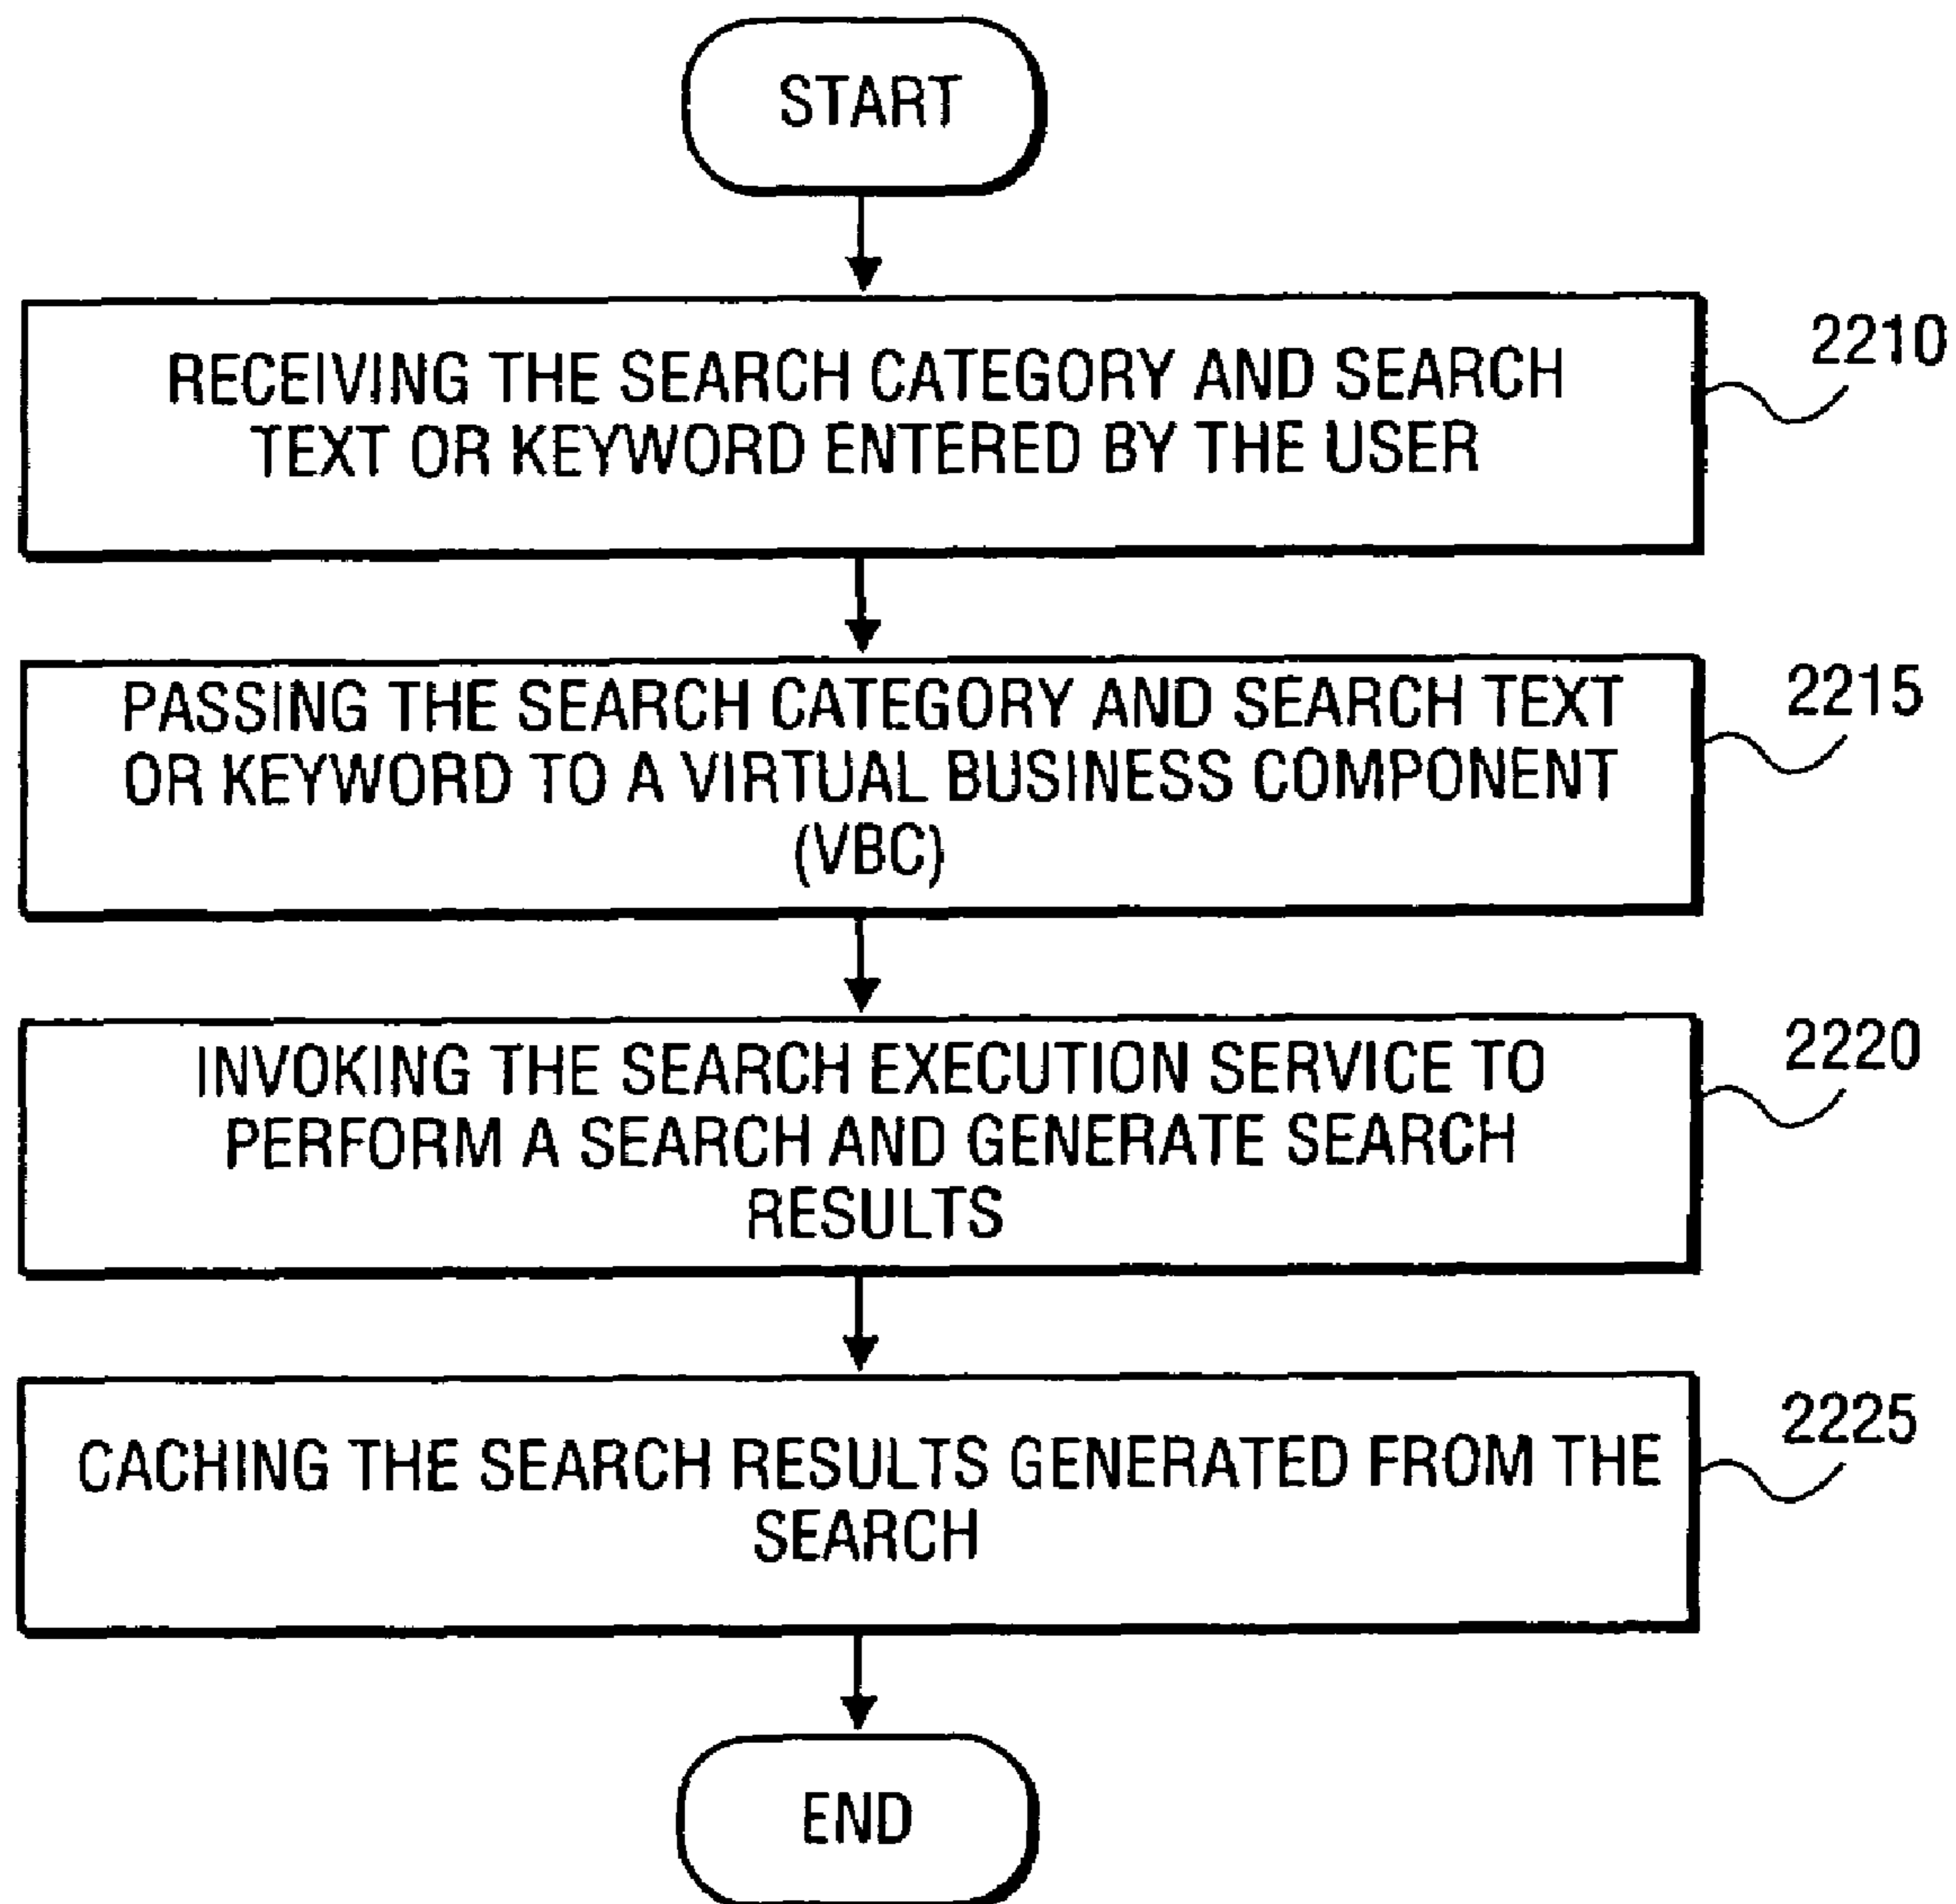 START
RECEIVING THE SEARCH CATEGORY AND SEARCH
TEXT OR KEYWORD ENTERED BY THE USER
2210
PASSING THE SEARCH CATEGORY AND SEARCH TEXT
OR KEYWORD TO A VIRTUAL BUSINESS COMPONENT
(VBC)
2215
INVOKING THE SEARCH EXECUTION SERVICE TO
PERFORM A SEARCH AND GENERATE SEARCH
RESULTS
2220
CACHING THE SEARCH RESULTS GENERATED FROM THE
SEARCH
2225
END